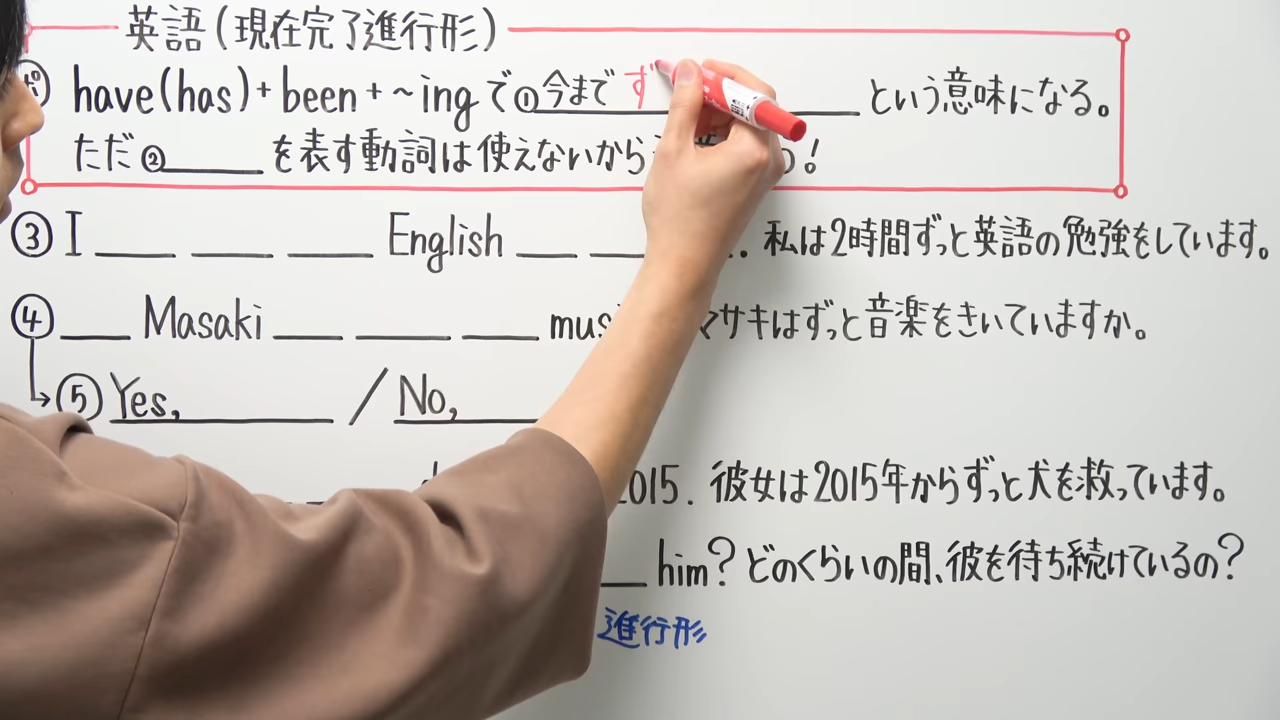 英語(現在完了進行形)
ポ have(has)+been+~ingで①今まで ず という意味になる。
ただ② を表す動詞は使えないから !
③ I English . 私は2時間ずっと英語の勉強をしています。
④ Masaki マサキはずっと音楽をきいていますか。
⑤ Yes, / No,
2015. 彼女は2015年からずっと犬を救っています。
him? どのくらいの間、彼を待ち続けているの?
進行形